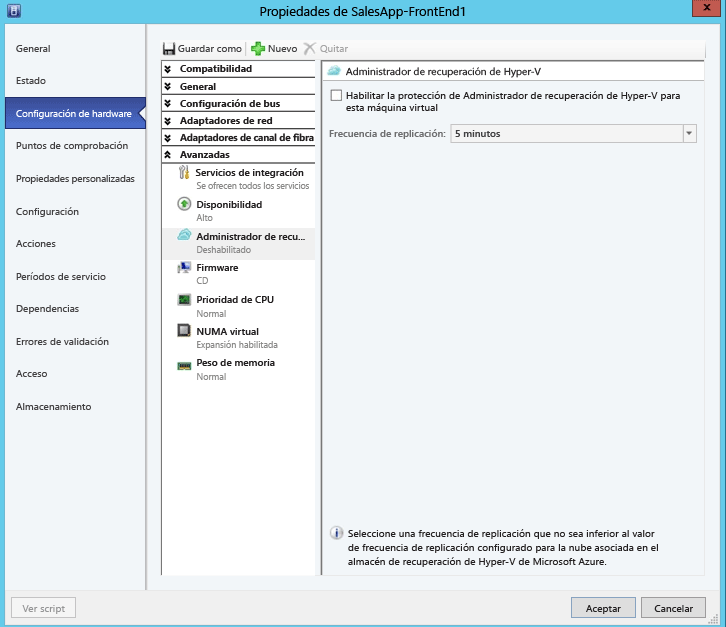 Propiedades de SalesApp-FrontEnd1
x
General
Estado
Configuración de hardware
Puntos de comprobación
Propiedades personalizadas
Configuración
Acciones
Períodos de servicio
Dependencias
Errores de validación
Acceso
Almacenamiento
Guardar como
Nuevo
Quitar
Compatibilidad
General
Configuración de bus
Adaptadores de red
Adaptadores de canal de fibra
Avanzadas
Servicios de integración
Se ofrecen todos los servicios
Disponibilidad
Alto
Administrador de recu...
Deshabilitado
Firmware
CD
Prioridad de CPU
Normal
NUMA virtual
Expansión habilitada
Peso de memoria
Normal
Administrador de recuperación de Hyper-V
Habilitar la protección de Administrador de recuperación de Hyper-V para
esta máquina virtual
Frecuencia de replicación: 5 minutos
Seleccione una frecuencia de replicación que no sea inferior al valor
de frecuencia de replicación configurado para la nube asociada en el
almacén de recuperación de Hyper-V de Microsoft Azure.
Ver script
Aceptar
Cancelar